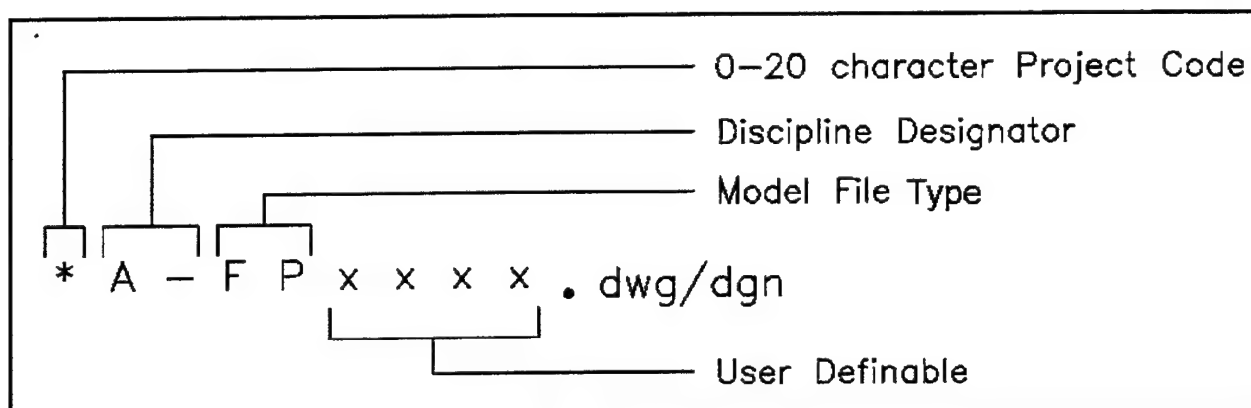 0-20 character Project Code
Discipline Designator
Model File Type
* A - F P x x x x . dwg/dgn
User Definable